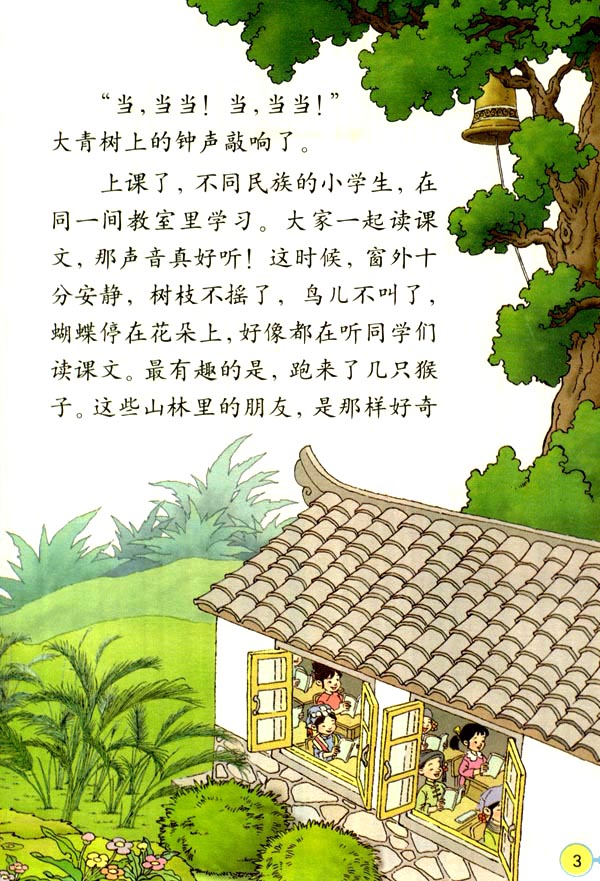 “当，当当！当，当当！”
大青树上的钟声敲响了。
上课了，不同民族的小学生，在
同一间教室里学习。大家一起读课
文，那声音真好听！这时候，窗外十
分安静，树枝不摇了，鸟儿不叫了，
蝴蝶停在花朵上，好像都在听同学们
读课文。最有趣的是，跑来了几只猴
子。这些山林里的朋友，是那样好奇
3